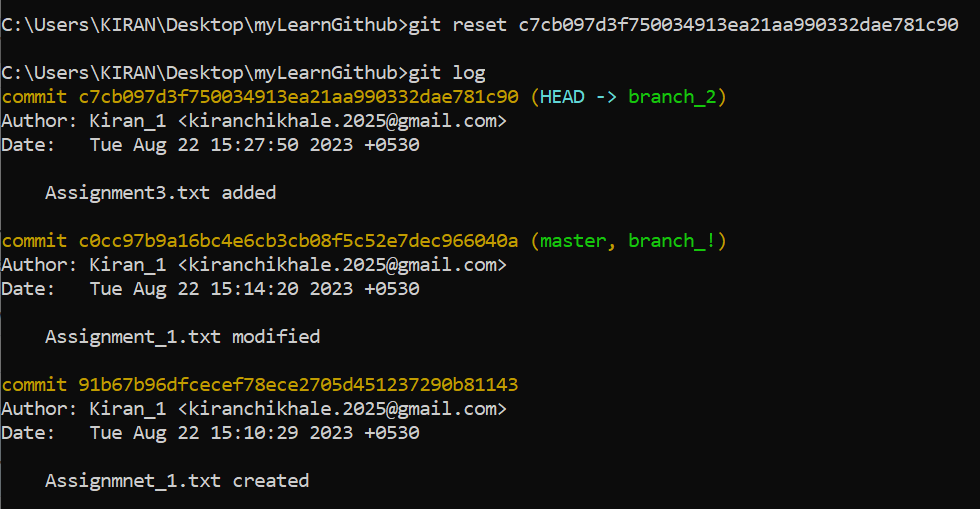 C:\Users\KIRAN\Desktop\myLearnGithub>git reset c7cb097d3f750034913ea21aa990332dae781c90
C:\Users\KIRAN\Desktop\myLearnGithub>git log
commit c7cb097d3f750034913ea21aa990332dae781c90 (HEAD -> branch_2)
Author: Kiran_1 <kiranchikhale.2025@gmail.com>
Date:   Tue Aug 22 15:27:50 2023 +0530
    Assignment3.txt added
commit c0cc97b9a16bc4e6cb3cb08f5c52e7dec966040a (master, branch_!)
Author: Kiran_1 <kiranchikhale.2025@gmail.com>
Date:   Tue Aug 22 15:14:20 2023 +0530
    Assignment_1.txt modified
commit 91b67b96dfcecef78ece2705d451237290b81143
Author: Kiran_1 <kiranchikhale.2025@gmail.com>
Date:   Tue Aug 22 15:10:29 2023 +0530
    Assignmnet_1.txt created